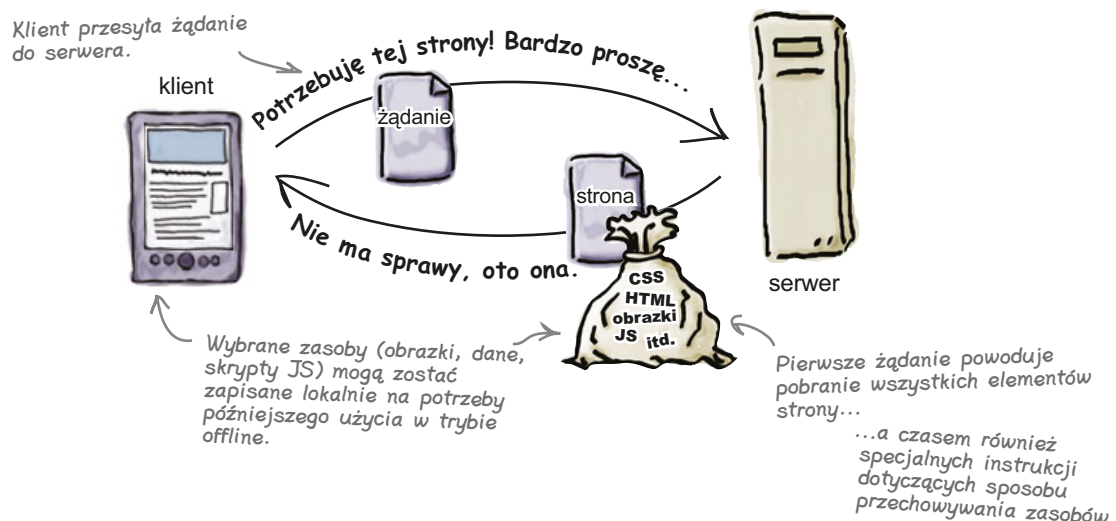 Klient przesyła żądanie
do serwera.
klient
Potrzebuję tej strony! Bardzo proszę...
żądanie
strona
Nie ma sprawy, oto ona.
CSS
HTML
obrazki
JS itd.
serwer
Wybrane zasoby (obrazki, dane,
skrypty JS) mogą zostać
zapisane lokalnie na potrzeby
późniejszego użycia w trybie
offline.
Pierwsze żądanie powoduje
pobranie wszystkich elementów
strony...
...a czasem również
specjalnych instrukcji
dotyczących sposobu
przechowywania zasobów